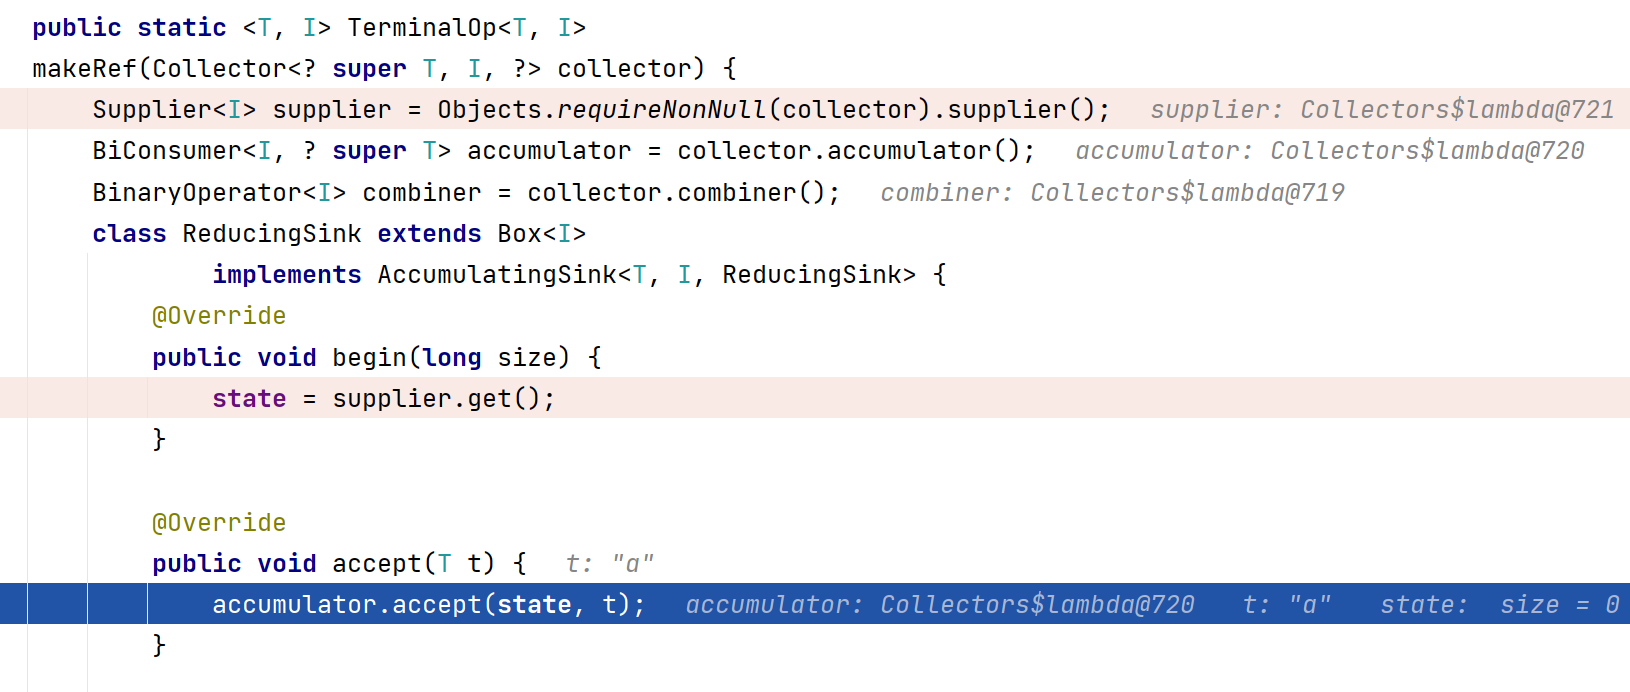 public static <T, I> TerminalOp<T, I>
makeRef(Collector<? super T, I, ?> collector) {
    Supplier<I> supplier = Objects.requireNonNull(collector).supplier();   supplier: Collectors$lambda@721
    BiConsumer<I, ? super T> accumulator = collector.accumulator();   accumulator: Collectors$lambda@720
    BinaryOperator<I> combiner = collector.combiner();   combiner: Collectors$lambda@719
    class ReducingSink extends Box<I>
            implements AccumulatingSink<T, I, ReducingSink> {
        @Override
        public void begin(long size) {
            state = supplier.get();
        }
        @Override
        public void accept(T t) {   t: "a"
            accumulator.accept(state, t);   accumulator: Collectors$lambda@720   t: "a"   state:  size = 0
        }